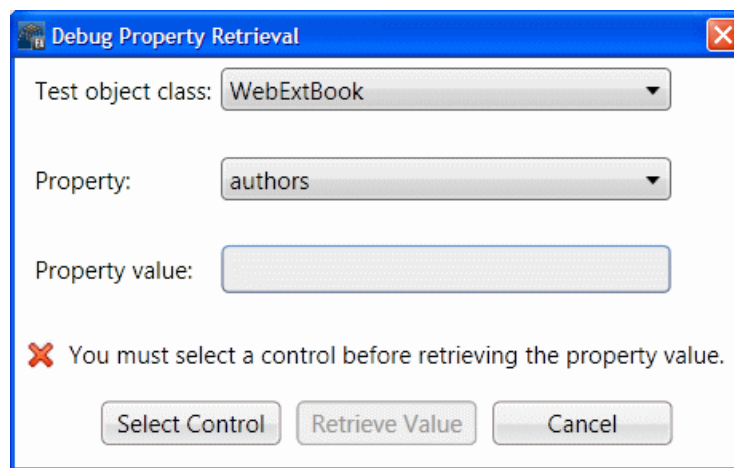 Debug Property Retrieval
Test object class: WebExtBook
Property: authors
Property value:
You must select a control before retrieving the property value.
Select Control Retrieve Value Cancel